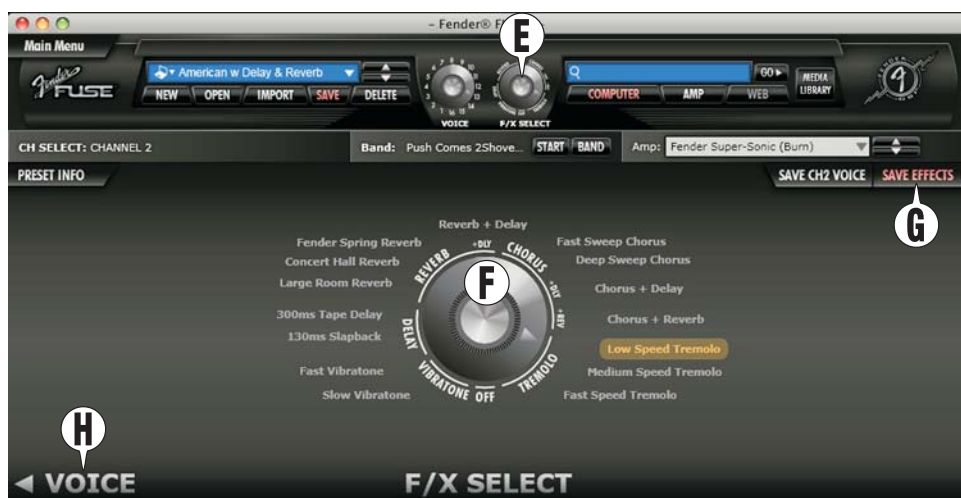 – Fender® F
E
Main Menu
Fender FUSE
American w Delay & Reverb
NEW OPEN IMPORT SAVE DELETE
VOICE
F/X SELECT
GO
COMPUTER AMP WEB
MEDIA LIBRARY
CH SELECT: CHANNEL 2
Band: Push Comes 2Shove... START BAND
Amp: Fender Super-Sonic (Burn)
PRESET INFO
SAVE CH2 VOICE SAVE EFFECTS
G
Reverb + Delay
Fender Spring Reverb
Concert Hall Reverb
Large Room Reverb
300ms Tape Delay
130ms Slapback
Fast Vibratone
Slow Vibratone
REVERB
+DLY
CHORUS
+DLY
+REV
TREMOLO
OFF
VIBRATONE
DELAY
F
Fast Sweep Chorus
Deep Sweep Chorus
Chorus + Delay
Chorus + Reverb
Low Speed Tremolo
Medium Speed Tremolo
Fast Speed Tremolo
H
VOICE
F/X SELECT